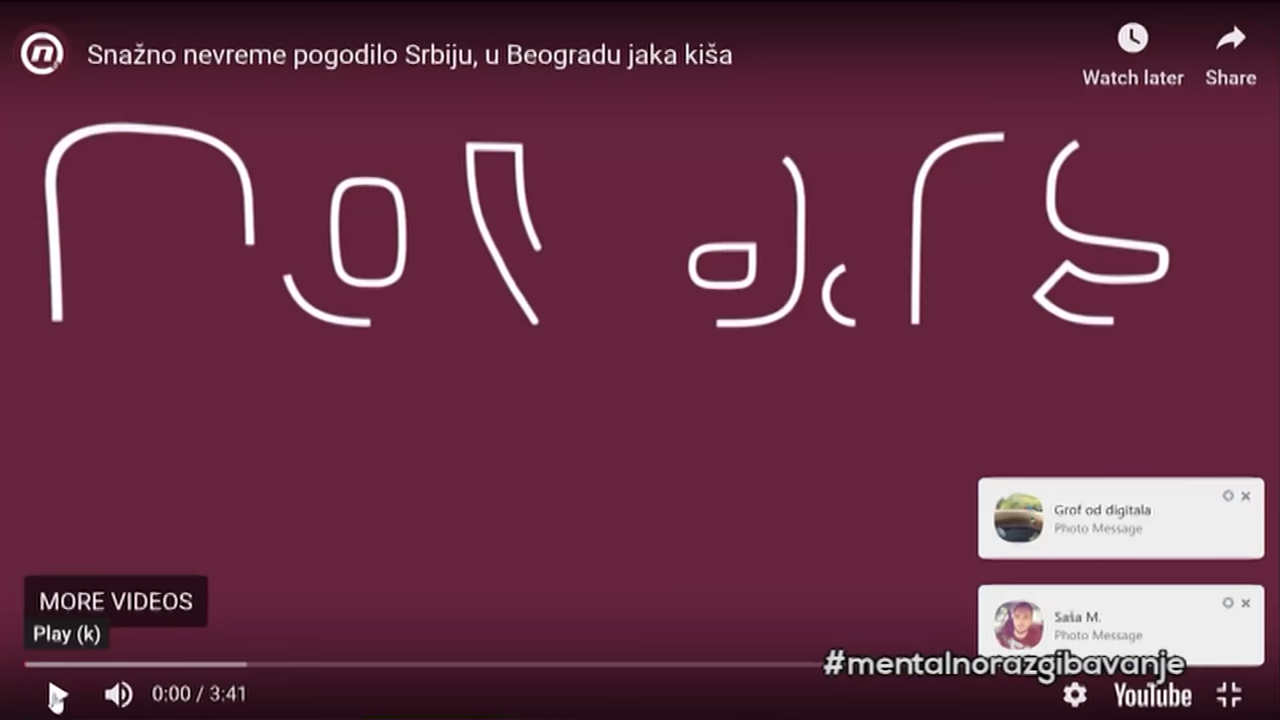 Snažno nevreme pogodilo Srbiju, u Beogradu jaka kiša
Watch later
Share
Grof od digitala
Photo Message
MORE VIDEOS
Play (k)
Saša M.
Photo Message
#mentalnorazgibavanje
0:00 / 3:41
YouTube